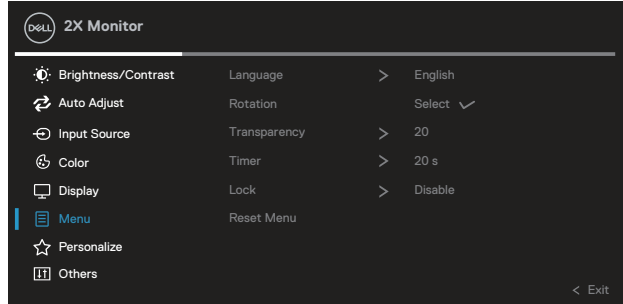 DELL 2X Monitor
Brightness/Contrast Language > English
Auto Adjust Rotation Select ✓
Input Source Transparency > 20
Color Timer > 20 s
Display Lock > Disable
Menu Reset Menu
Personalize
Others
< Exit